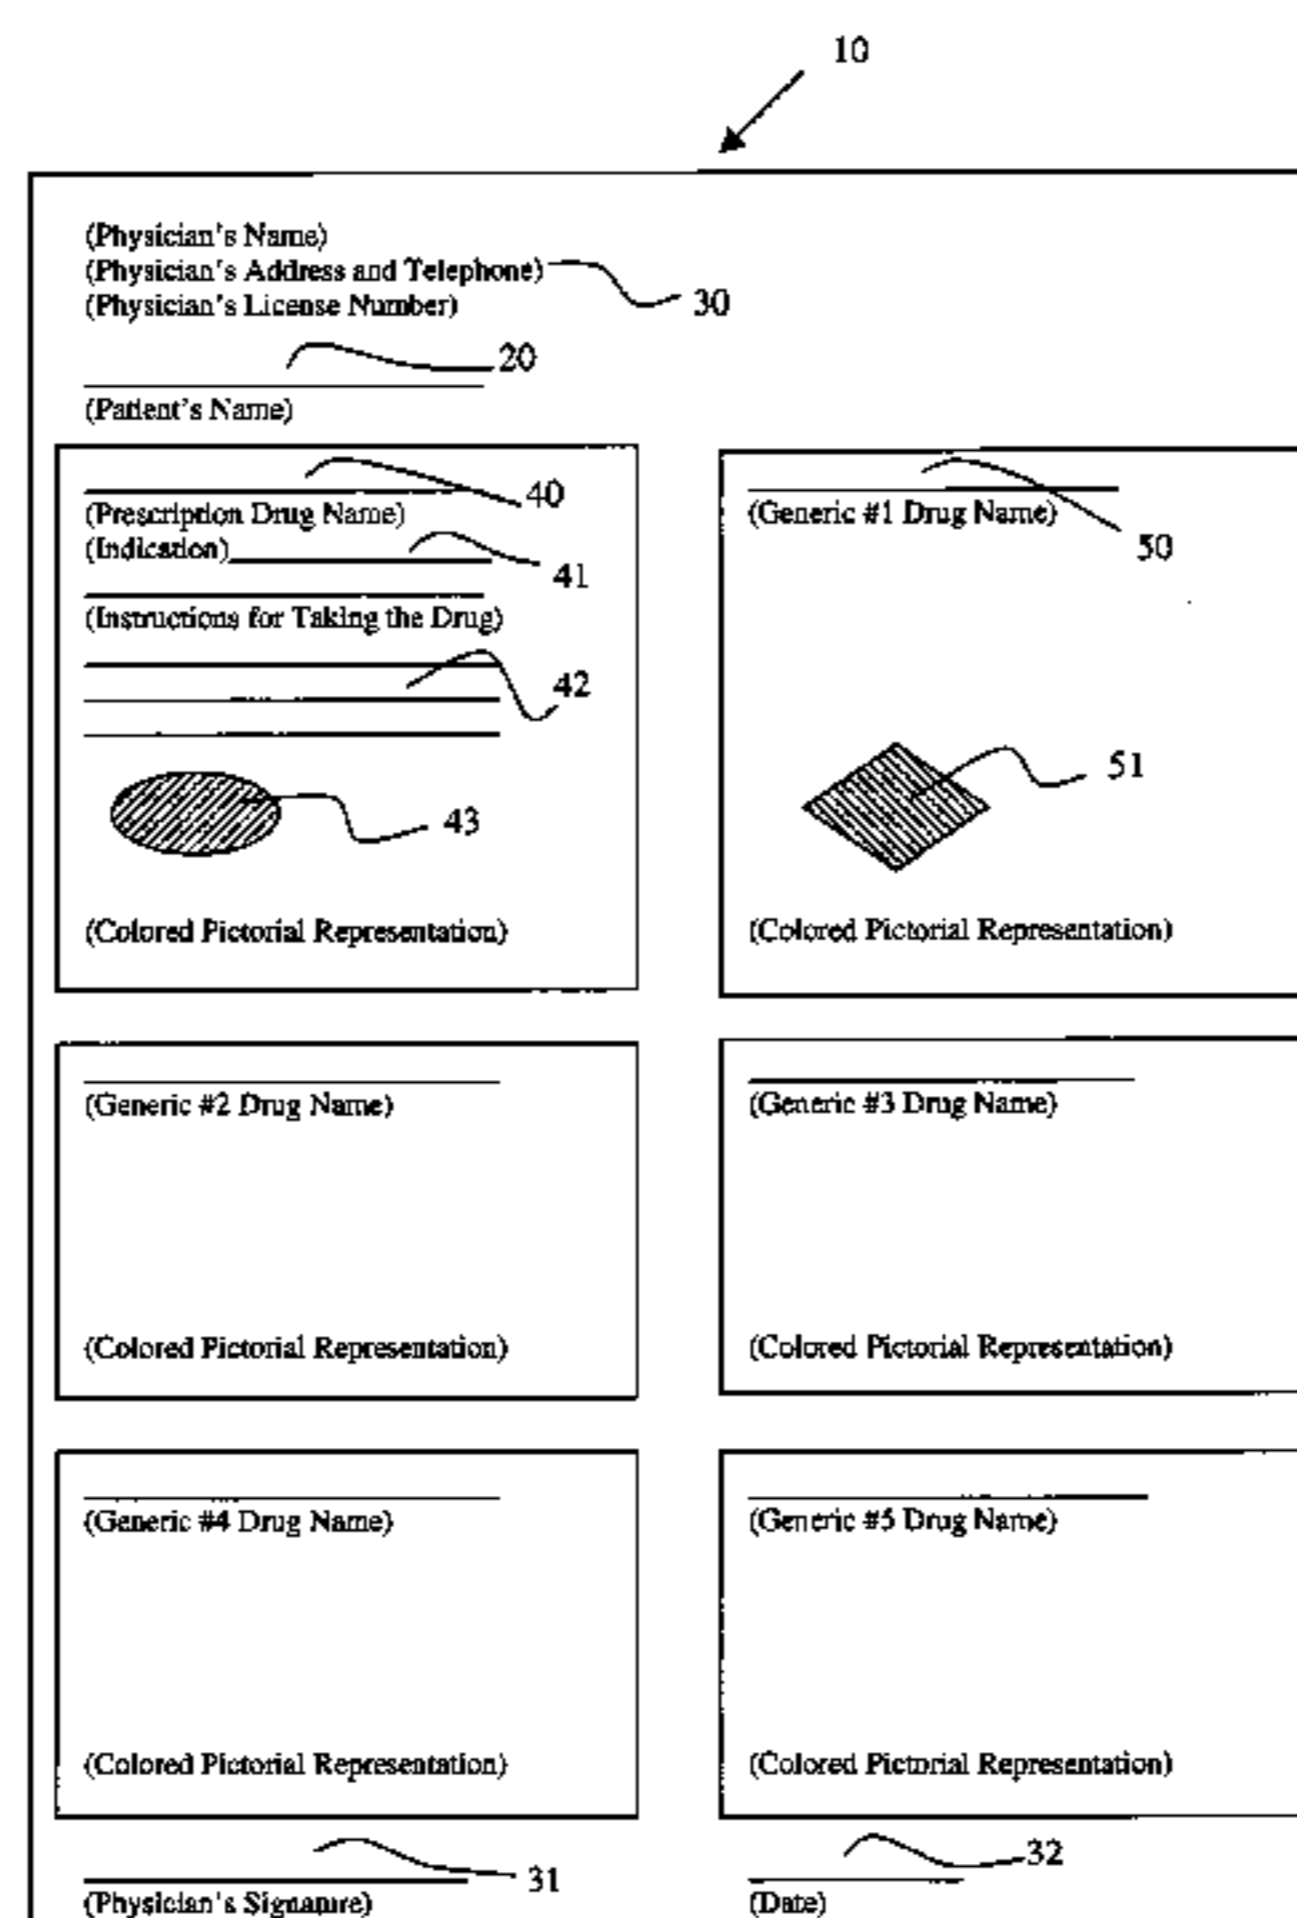 10
(Physician's Name)
(Physician's Address and Telephone)
30
(Physician's License Number)
20
(Patient's Name)
40
(Prescription Drug Name)
(Indication)
41
(Instructions for Taking the Drug)
42
43
(Colored Pictorial Representation)
(Generic #1 Drug Name)
50
51
(Colored Pictorial Representation)
(Generic #2 Drug Name)
(Colored Pictorial Representation)
(Generic #3 Drug Name)
(Colored Pictorial Representation)
(Generic #4 Drug Name)
(Colored Pictorial Representation)
(Generic #5 Drug Name)
(Colored Pictorial Representation)
31
(Physician's Signature)
32
(Date)